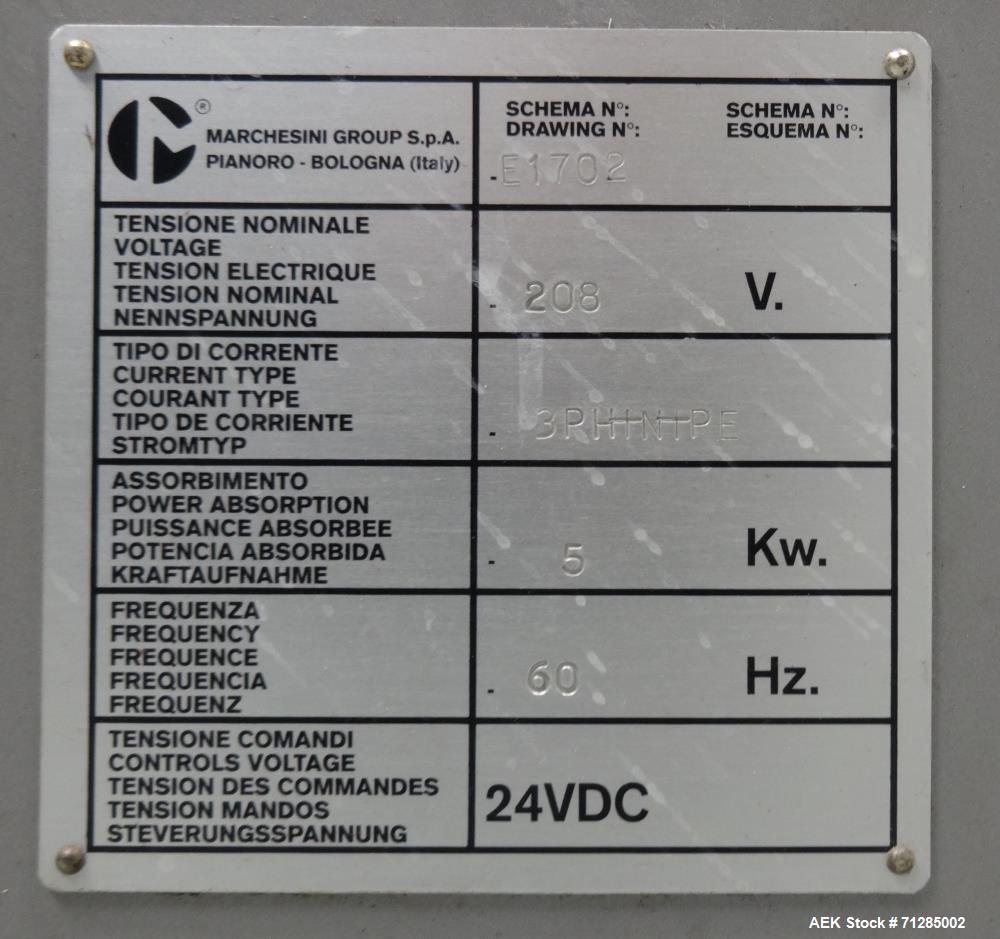 ®
MARCHESINI GROUP S.p.A.
PIANORO - BOLOGNA (Italy)
SCHEMA N°:
DRAWING N°:
SCHEMA N°:
ESQUEMA N°:
.E1702
TENSIONE NOMINALE
VOLTAGE
TENSION ELECTRIQUE
TENSION NOMINAL
NENNSPANNUNG
. 208 V.
TIPO DI CORRENTE
CURRENT TYPE
COURANT TYPE
TIPO DE CORRIENTE
STROMTYP
. 3PH+N+PE
ASSORBIMENTO
POWER ABSORPTION
PUISSANCE ABSORBEE
POTENCIA ABSORBIDA
KRAFTAUFNAHME
. 5 Kw.
FREQUENZA
FREQUENCY
FREQUENCE
FREQUENCIA
FREQUENZ
. 60 Hz.
TENSIONE COMANDI
CONTROLS VOLTAGE
TENSION DES COMMANDES
TENSION MANDOS
STEVERUNGSSPANNUNG
24VDC
AEK Stock # 71285002